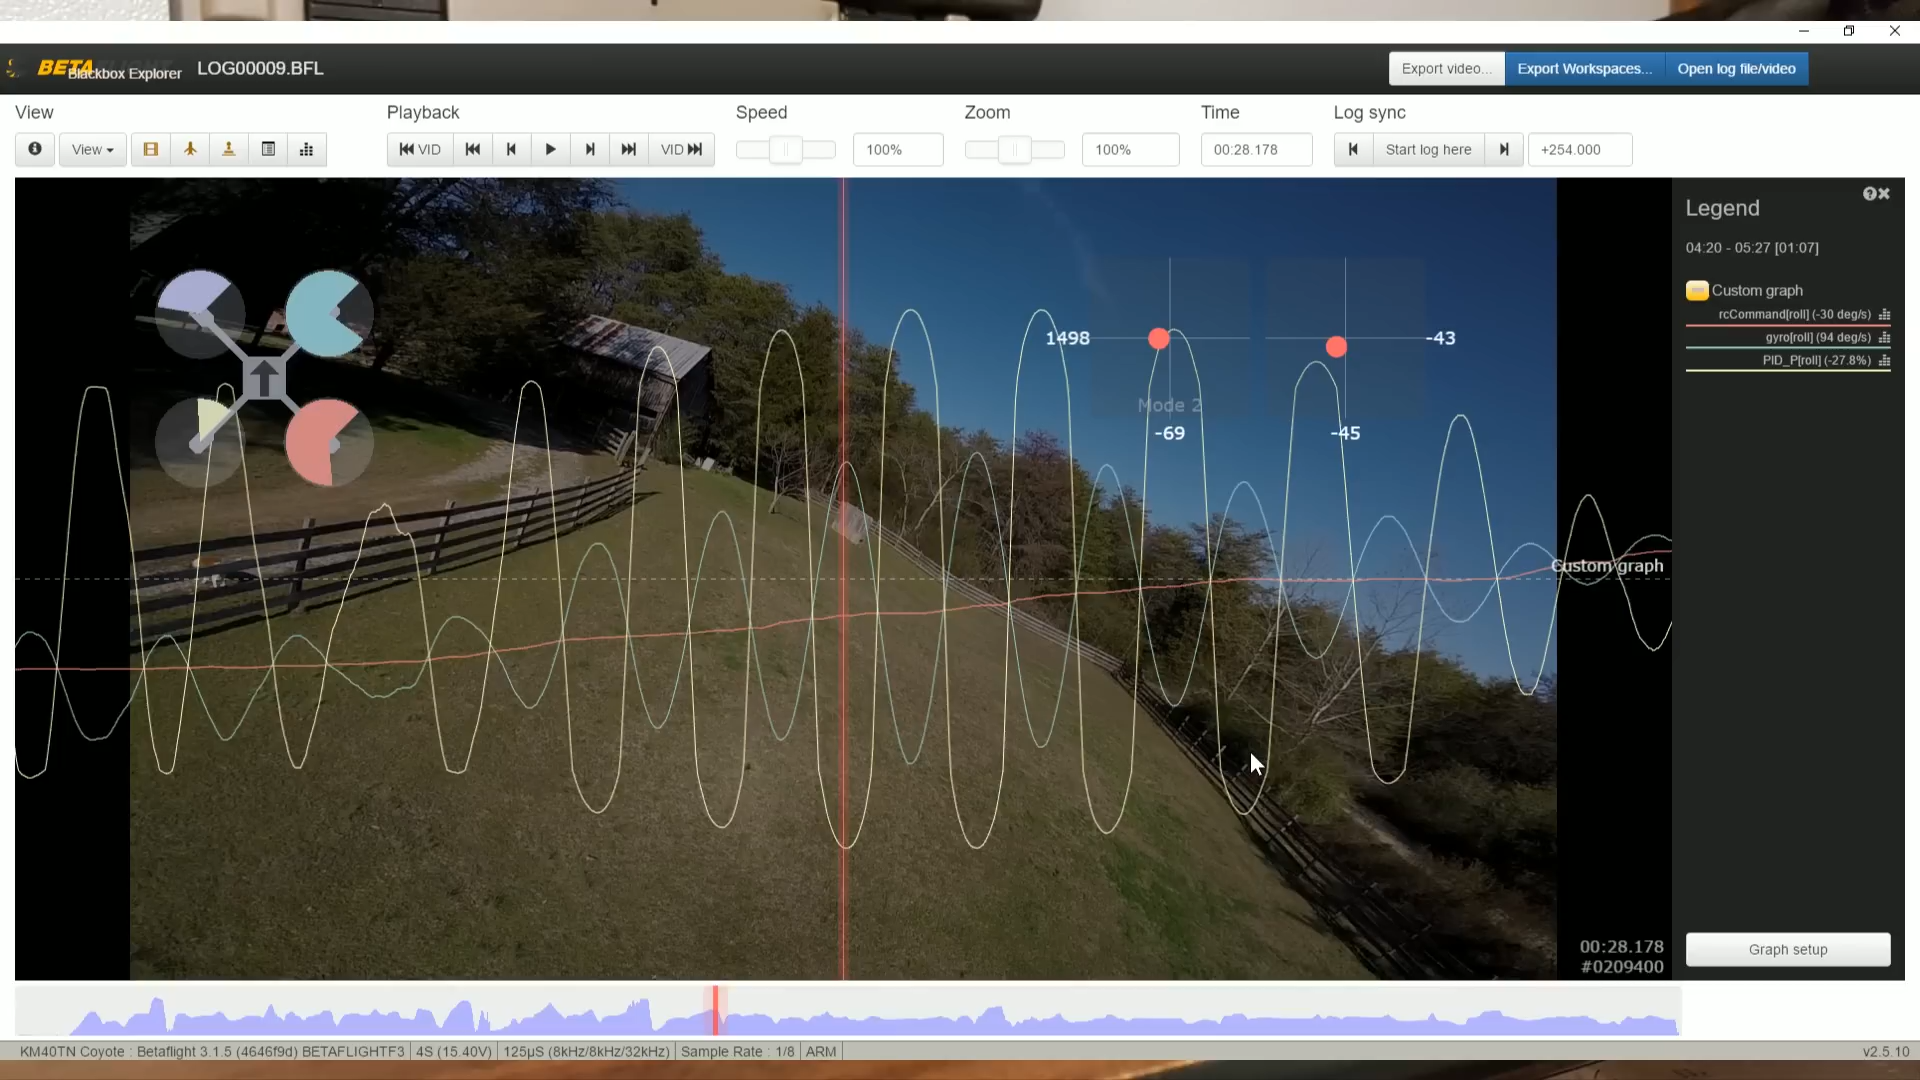 BETAFLIGHT
Blackbox Explorer
LOG00009.BFL
Export video...
Export Workspaces...
Open log file/video
View
Playback
Speed
Zoom
Time
Log sync
View
VID
VID
100%
100%
00:28.178
Start log here
+254.000
Legend
04:20 - 05:27 [01:07]
Custom graph
rcCommand[roll] (-30 deg/s)
gyro[roll] (94 deg/s)
PID_P[roll] (-27.8%)
1498
-43
Mode 2
-69
-45
Custom graph
00:28.178
#0209400
Graph setup
KM40TN Coyote : Betaflight 3.1.5 (4646f9d) BETAFLIGHTF3
4S (15.40V)
125µS (8kHz/8kHz/32kHz)
Sample Rate : 1/8
ARM
v2.5.10